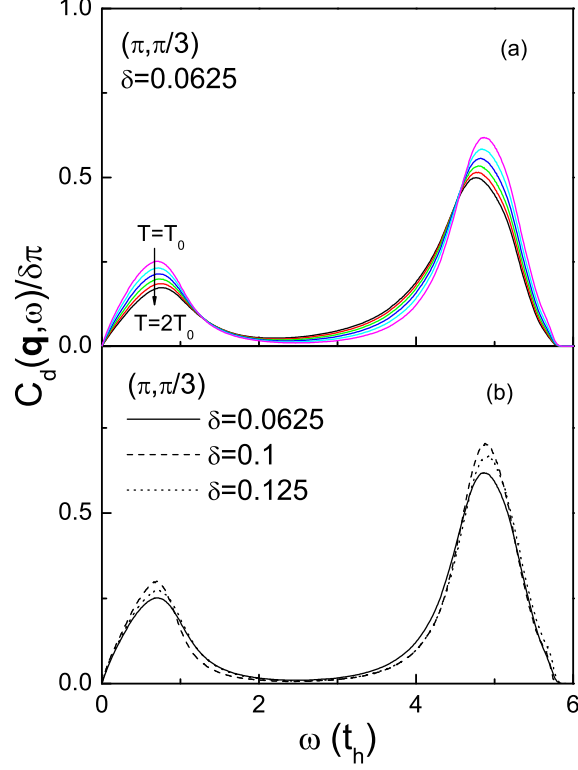 1.0
(π,π/3)
(a)
δ=0.0625
0.5
T=T₀
T=2T₀
0.0
C_d(q,ω)/δπ
(π,π/3)
(b)
δ=0.0625
δ=0.1
0.5
δ=0.125
0.0
0 2 4 6
ω (t_h)